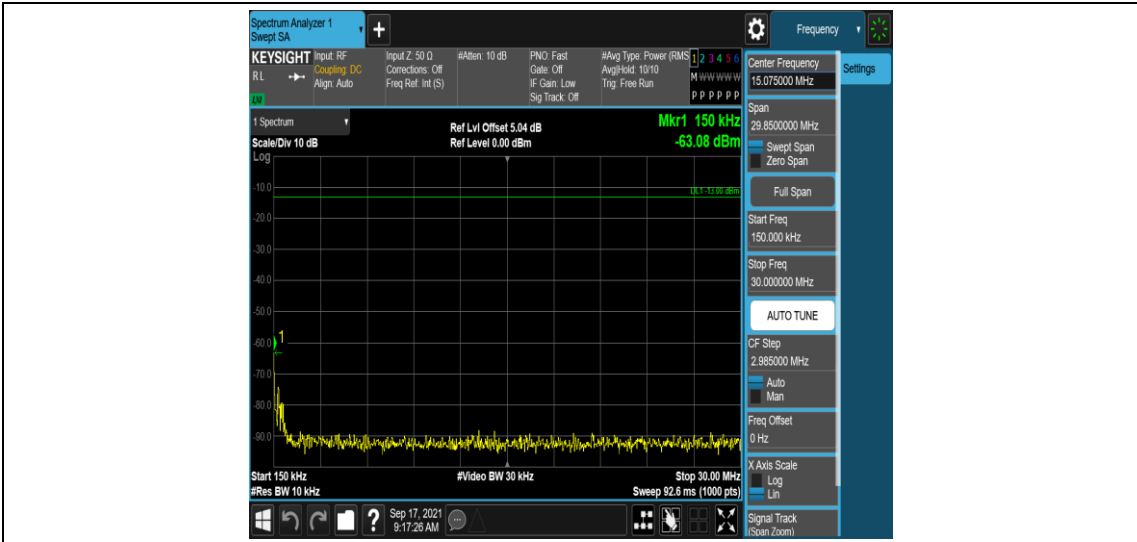 Spectrum Analyzer 1
Swept SA
+
Frequency
KEYSIGHT
RL
LXI
Input: RF
Coupling: DC
Align: Auto
Input Z: 50 Ω
Corrections: Off
Freq Ref: Int (S)
#Atten: 10 dB
PNO: Fast
Gate: Off
IF Gain: Low
Sig Track: Off
#Avg Type: Power (RMS
Avg|Hold: 10/10
Trig: Free Run
1 2 3 4 5 6
M W W W W W
P P P P P P
1 Spectrum
Scale/Div 10 dB
Log
Ref Lvl Offset 5.04 dB
Ref Level 0.00 dBm
Mkr1 150 kHz
-63.08 dBm
DL1 -13.00 dBm
-10.0
-20.0
-30.0
-40.0
-50.0
-60.0
1
-70.0
-80.0
-90.0
Start 150 kHz
#Res BW 10 kHz
#Video BW 30 kHz
Stop 30.00 MHz
Sweep 92.6 ms (1000 pts)
?
Sep 17, 2021
9:17:26 AM
Center Frequency
15.075000 MHz
Span
29.8500000 MHz
Swept Span
Zero Span
Full Span
Start Freq
150.000 kHz
Stop Freq
30.000000 MHz
AUTO TUNE
CF Step
2.985000 MHz
Auto
Man
Freq Offset
0 Hz
X Axis Scale
Log
Lin
Signal Track
(Span Zoom)
Settings